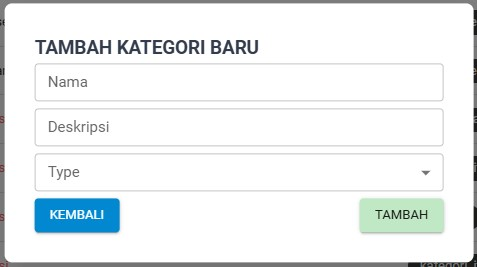 TAMBAH KATEGORI BARU
Nama
Deskripsi
Type
KEMBALI
TAMBAH